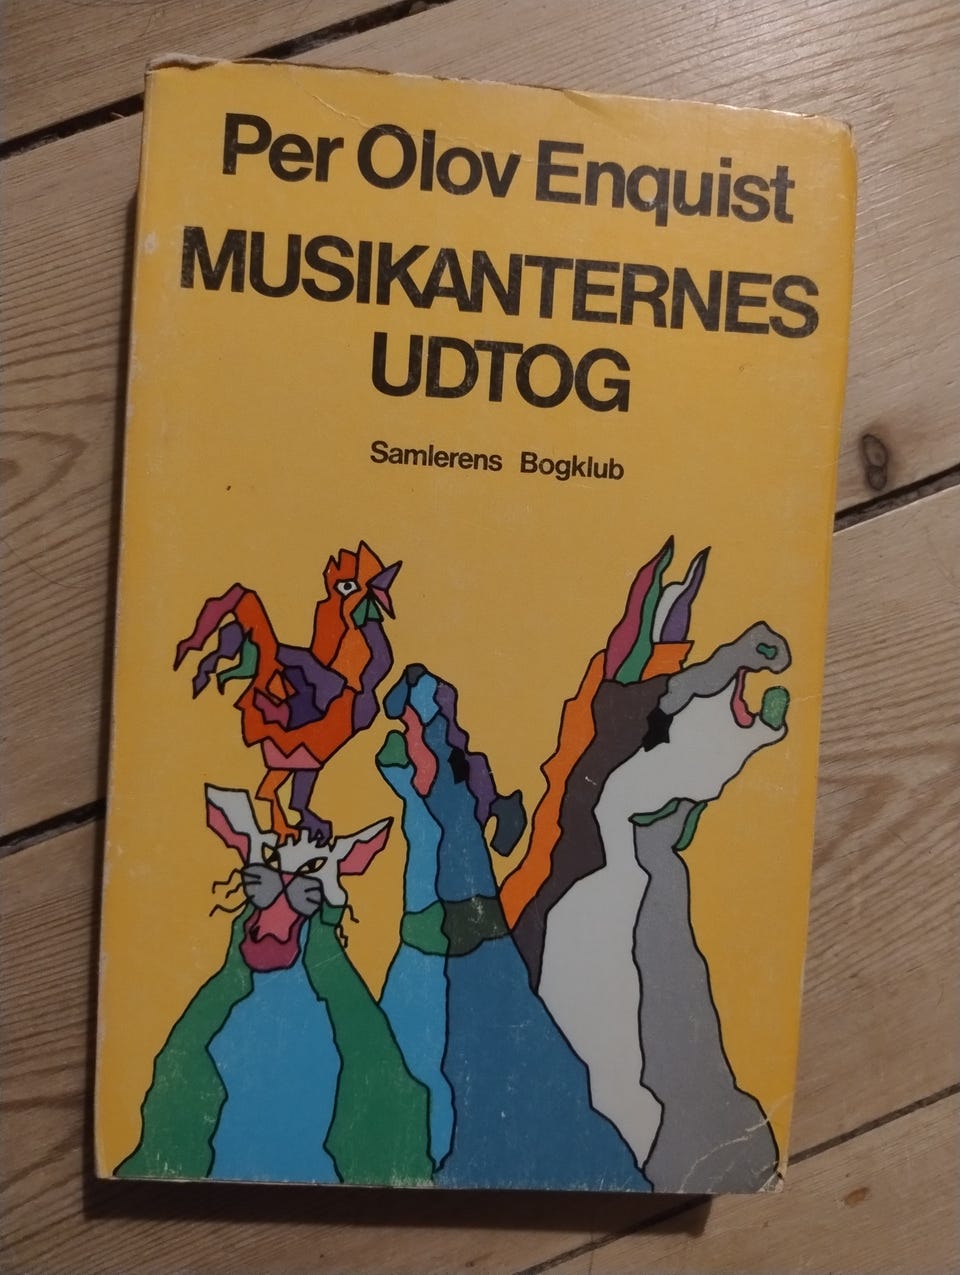 Per Olov Enquist
MUSIKANTERNES
UDTOG
Samlerens Bogklub